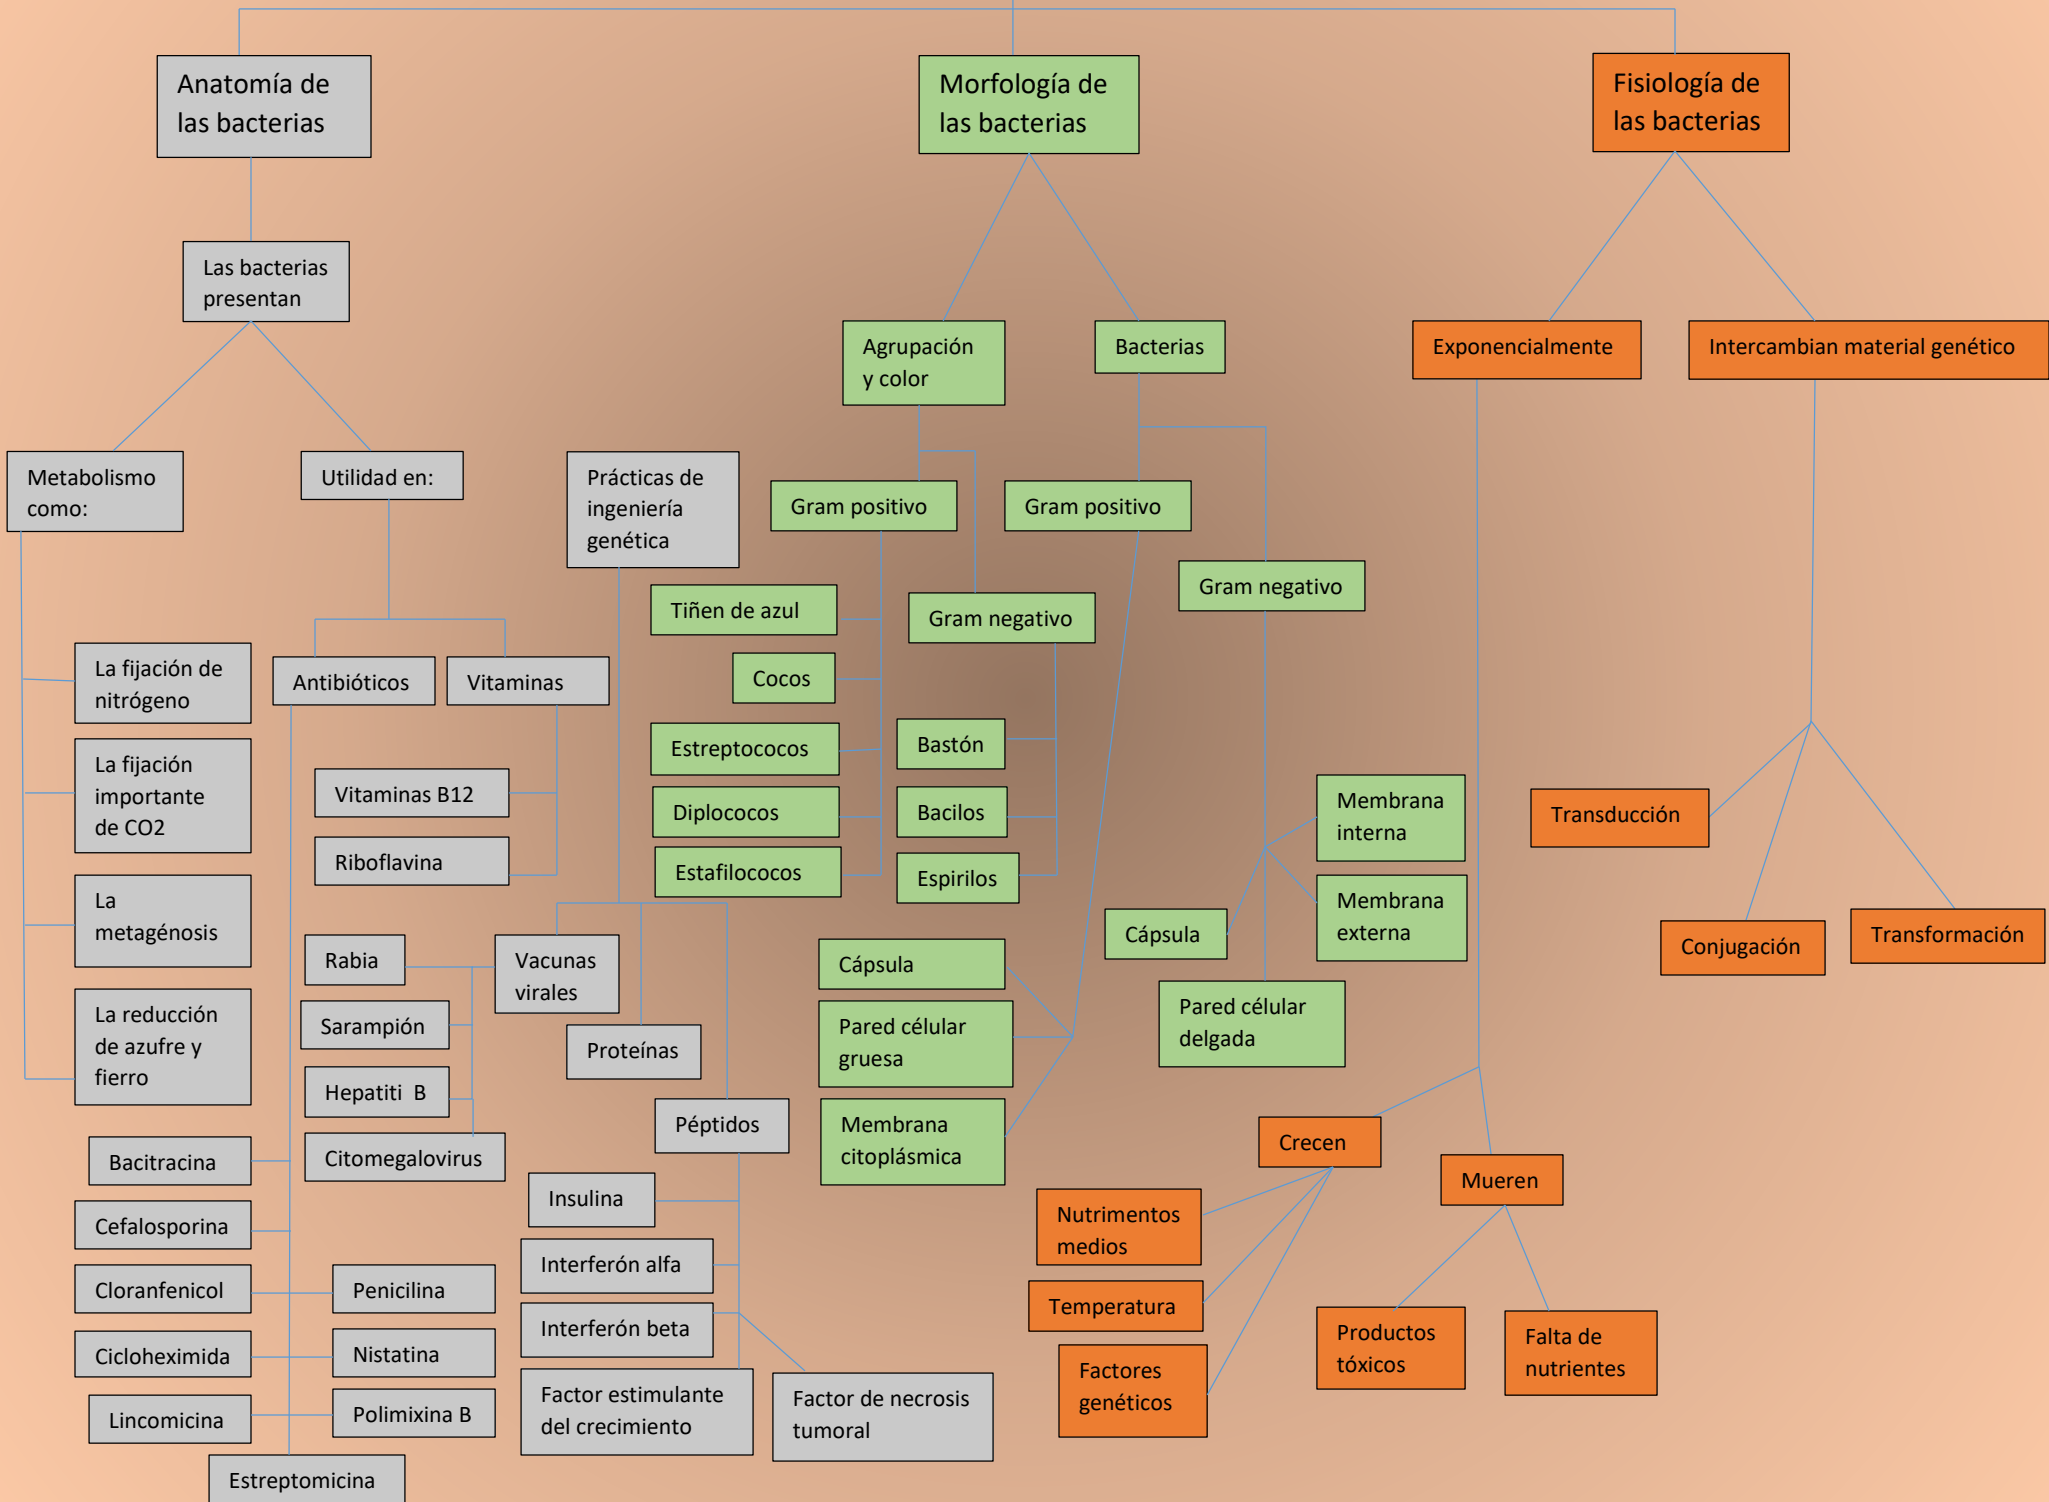 Anatomía de
las bacterias
Morfología de
las bacterias
Fisiología de
las bacterias
Las bacterias
presentan
Agrupación
y color
Bacterias
Exponencialmente
Intercambian material genético
Metabolismo
como:
Utilidad en:
Prácticas de
ingeniería
genética
Gram positivo
Gram positivo
Gram negativo
Tiñen de azul
Gram negativo
La fijación de
nitrógeno
Antibióticos
Vitaminas
Cocos
Estreptococos
Bastón
La fijación
importante
de CO2
Vitaminas B12
Diplococos
Bacilos
Membrana
interna
Transducción
Riboflavina
Estafilococos
Espirilos
Membrana
externa
La
metagénosis
Rabia
Vacunas
virales
Cápsula
Cápsula
Conjugación
Transformación
La reducción
de azufre y
fierro
Sarampión
Proteínas
Pared célular
gruesa
Pared célular
delgada
Hepatiti  B
Péptidos
Membrana
citoplásmica
Crecen
Bacitracina
Citomegalovirus
Mueren
Insulina
Cefalosporina
Nutrimentos
medios
Interferón alfa
Cloranfenicol
Penicilina
Temperatura
Interferón beta
Productos
tóxicos
Falta de
nutrientes
Cicloheximida
Nistatina
Factores
genéticos
Factor estimulante
del crecimiento
Factor de necrosis
tumoral
Lincomicina
Polimixina B
Estreptomicina